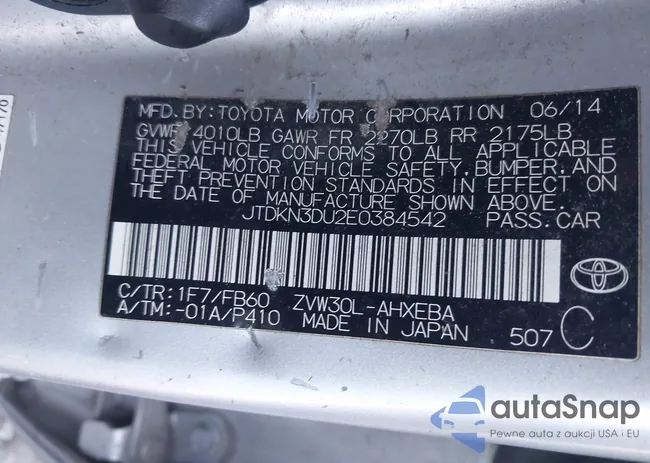 MFD. BY: TOYOTA MOTOR CORPORATION 06/14
GVWR 4010LB GAWR FR 2270LB RR 2175LB
THIS VEHICLE CONFORMS TO ALL APPLICABLE
FEDERAL MOTOR VEHICLE SAFETY, BUMPER, AND
THEFT PREVENTION STANDARDS IN EFFECT ON
THE DATE OF MANUFACTURE SHOWN ABOVE.
JTDKN3DU2E0384542 PASS. CAR
C/TR: 1F7/FB60 ZVW30L-AHXEBA
A/TM: -01A/P410 MADE IN JAPAN 507 C
autaSnap
Pewne auta z aukcji USA i EU